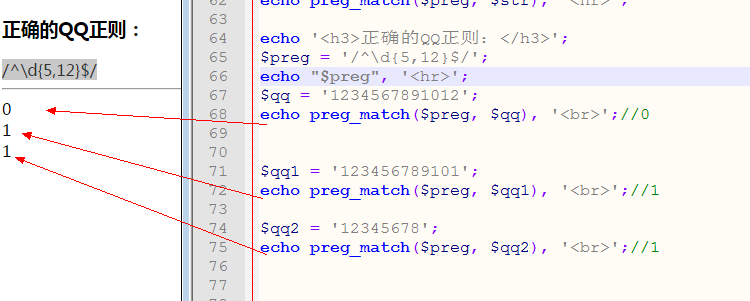 正确的QQ正则：
/^\d{5,12}$/
0
1
1
62 echo preg_match($preg, $str), '<hr>';
63
64 echo '<h3>正确的QQ正则：</h3>';
65 $preg = '/^\d{5,12}$/';
66 echo "$preg", '<hr>';
67 $qq = '1234567891012';
68 echo preg_match($preg, $qq), '<br>';//0
69
70
71 $qq1 = '123456789101';
72 echo preg_match($preg, $qq1), '<br>';//1
73
74 $qq2 = '12345678';
75 echo preg_match($preg, $qq2), '<br>';//1
76
77
78